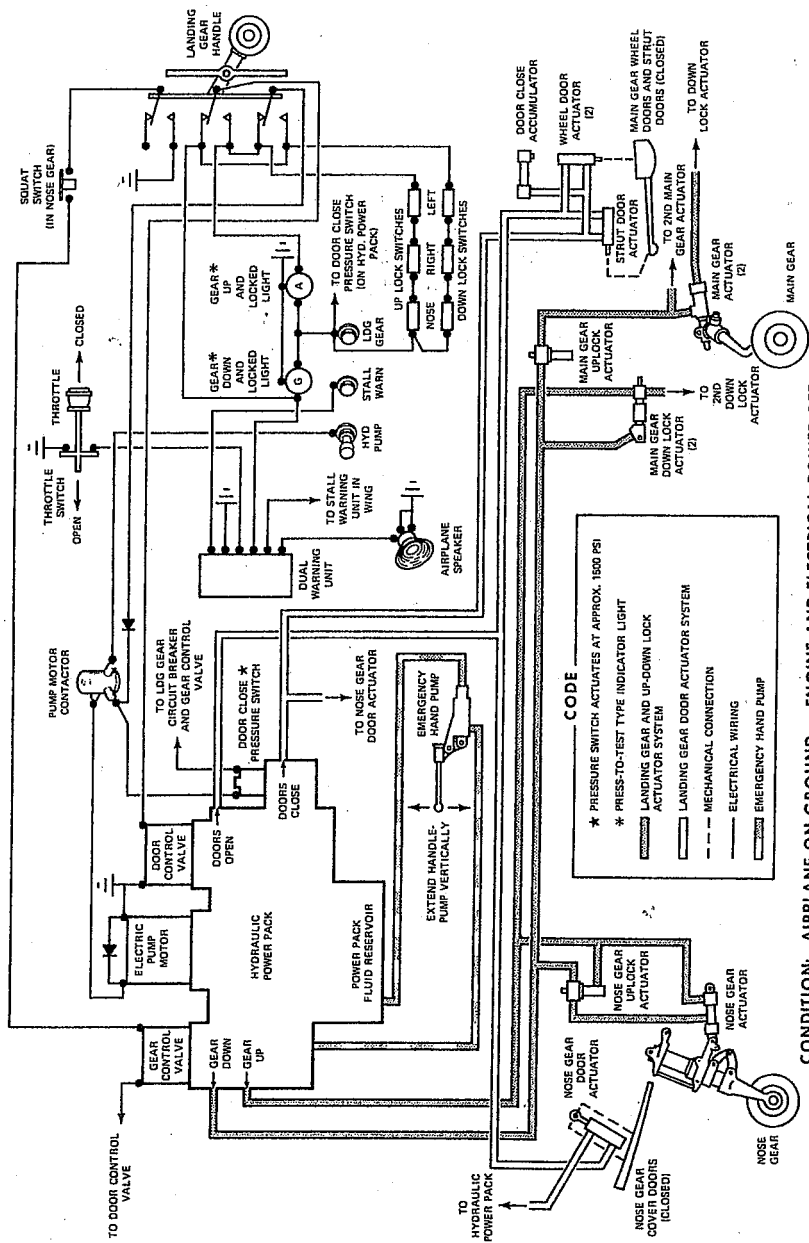 LANDING
GEAR
HANDLE
SQUAT
SWITCH
(IN NOSE GEAR)
CLOSED
THROTTLE
THROTTLE
SWITCH
OPEN
PUMP MOTOR
CONTACTOR
TO LDG GEAR
CIRCUIT BREAKER
AND GEAR CONTROL
VALVE
DOOR CLOSE ★
PRESSURE SWITCH
DUAL
WARNING
UNIT
TO STALL
WARNING
UNIT IN
WING
AIRPLANE
SPEAKER
HYD
PUMP
STALL
WARN
GEAR*
DOWN
AND
LOCKED
LIGHT
G
GEAR*
UP
AND
LOCKED
LIGHT
A
LDG
GEAR
TO DOOR CLOSE
PRESSURE SWITCH
(ON HYD. POWER
PACK)
UP LOCK SWITCHES
NOSE RIGHT LEFT
DOWN LOCK SWITCHES
DOOR CLOSE
ACCUMULATOR
WHEEL DOOR
ACTUATOR
(2)
STRUT DOOR
ACTUATOR
MAIN GEAR WHEEL
DOORS AND STRUT
DOORS (CLOSED)
TO DOWN
LOCK ACTUATOR
TO 2ND MAIN
GEAR ACTUATOR
MAIN GEAR
ACTUATOR
(2)
MAIN GEAR
MAIN GEAR
UPLOCK
ACTUATOR
TO
2ND
DOWN
LOCK
ACTUATOR
MAIN GEAR
DOWN LOCK
ACTUATOR
(2)
TO DOOR CONTROL
VALVE
GEAR
CONTROL
VALVE
ELECTRIC
PUMP
MOTOR
DOOR
CONTROL
VALVE
HYDRAULIC
POWER PACK
DOORS
OPEN
DOORS
CLOSE
GEAR
DOWN
GEAR
UP
POWER PACK
FLUID RESERVOIR
TO NOSE GEAR
DOOR ACTUATOR
EMERGENCY
HAND PUMP
EXTEND HANDLE-
PUMP VERTICALLY
CODE
★ PRESSURE SWITCH ACTUATES AT APPROX. 1500 PSI
* PRESS-TO-TEST TYPE INDICATOR LIGHT
LANDING GEAR AND UP-DOWN LOCK
ACTUATOR SYSTEM
LANDING GEAR DOOR ACTUATOR SYSTEM
MECHANICAL CONNECTION
ELECTRICAL WIRING
EMERGENCY HAND PUMP
NOSE GEAR
DOOR
ACTUATOR
TO
HYDRAULIC
POWER PACK
NOSE GEAR
COVER DOORS
(CLOSED)
NOSE GEAR
UPLOCK
ACTUATOR
NOSE GEAR
ACTUATOR
NOSE
GEAR
CONDITION: AIRPLANE ON GROUND - ENGINE AND ELECTRICAL POWER OFF